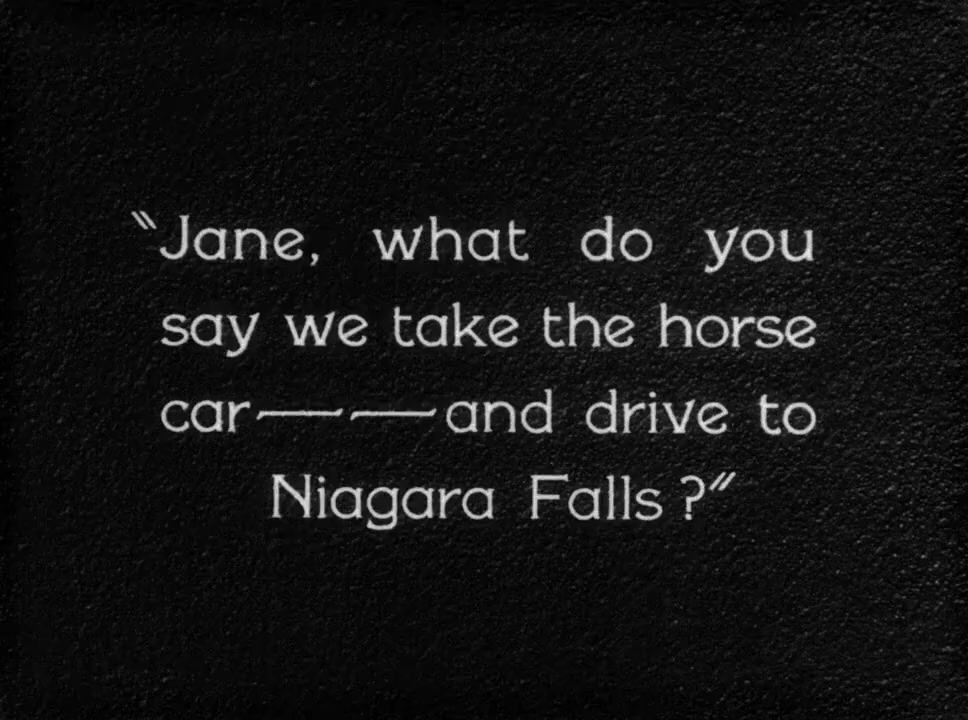 "Jane, what do you
say we take the horse
car— —and drive to
Niagara Falls?"